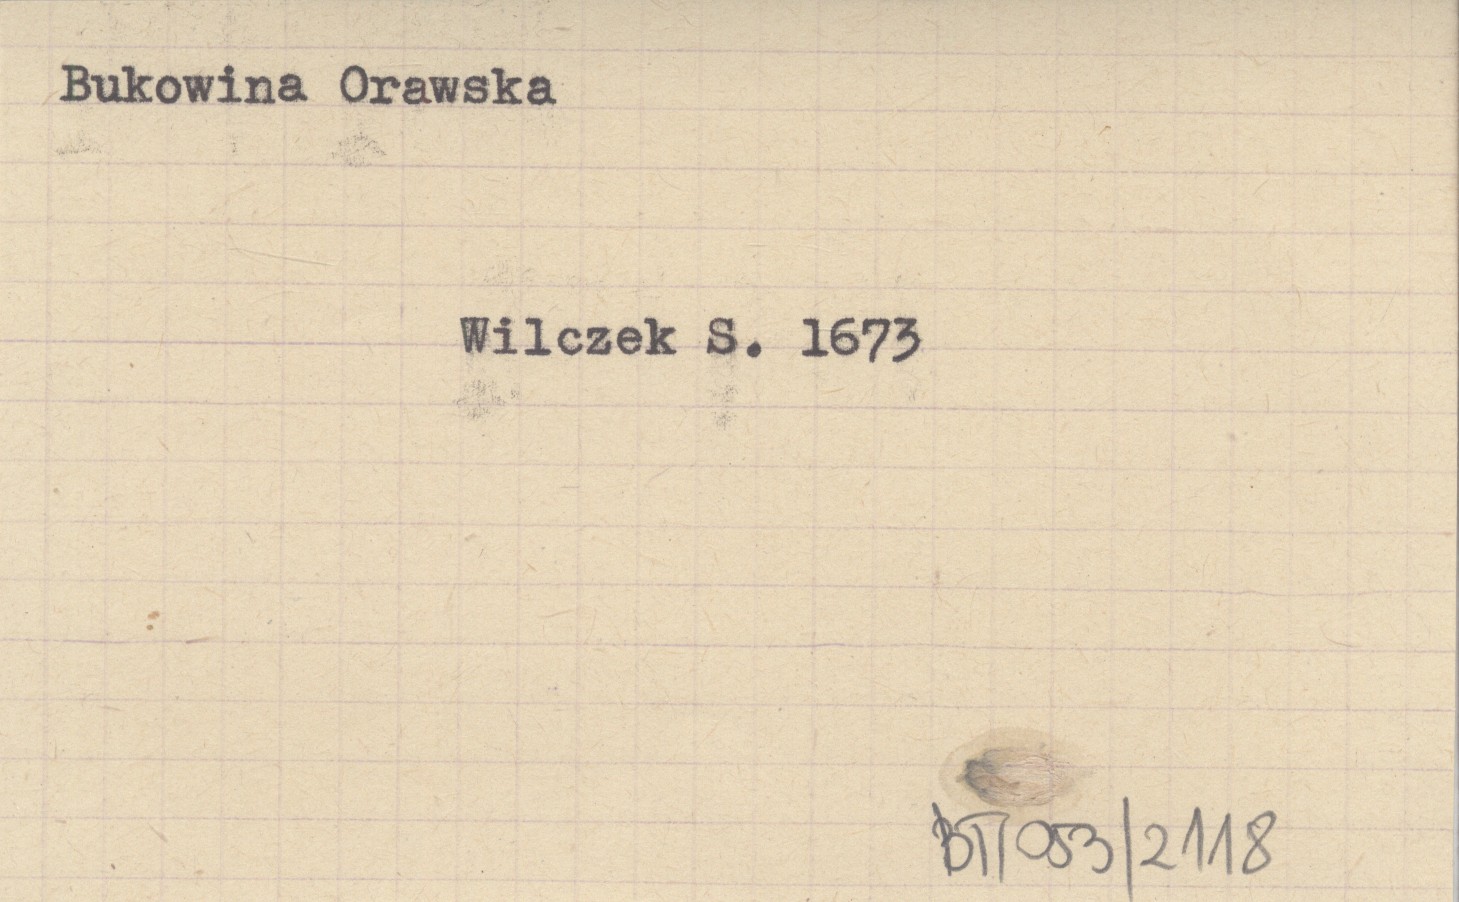 Bukowina Orawska
Wilczek S. 1673
BT/053/2118